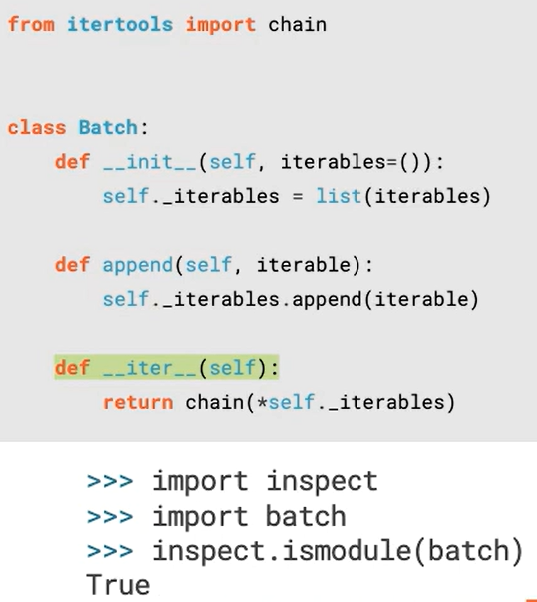 from itertools import chain
class Batch:
    def __init__(self, iterables=()):
        self._iterables = list(iterables)
    def append(self, iterable):
        self._iterables.append(iterable)
    def __iter__(self):
        return chain(*self._iterables)
>>> import inspect
>>> import batch
>>> inspect.ismodule(batch)
True